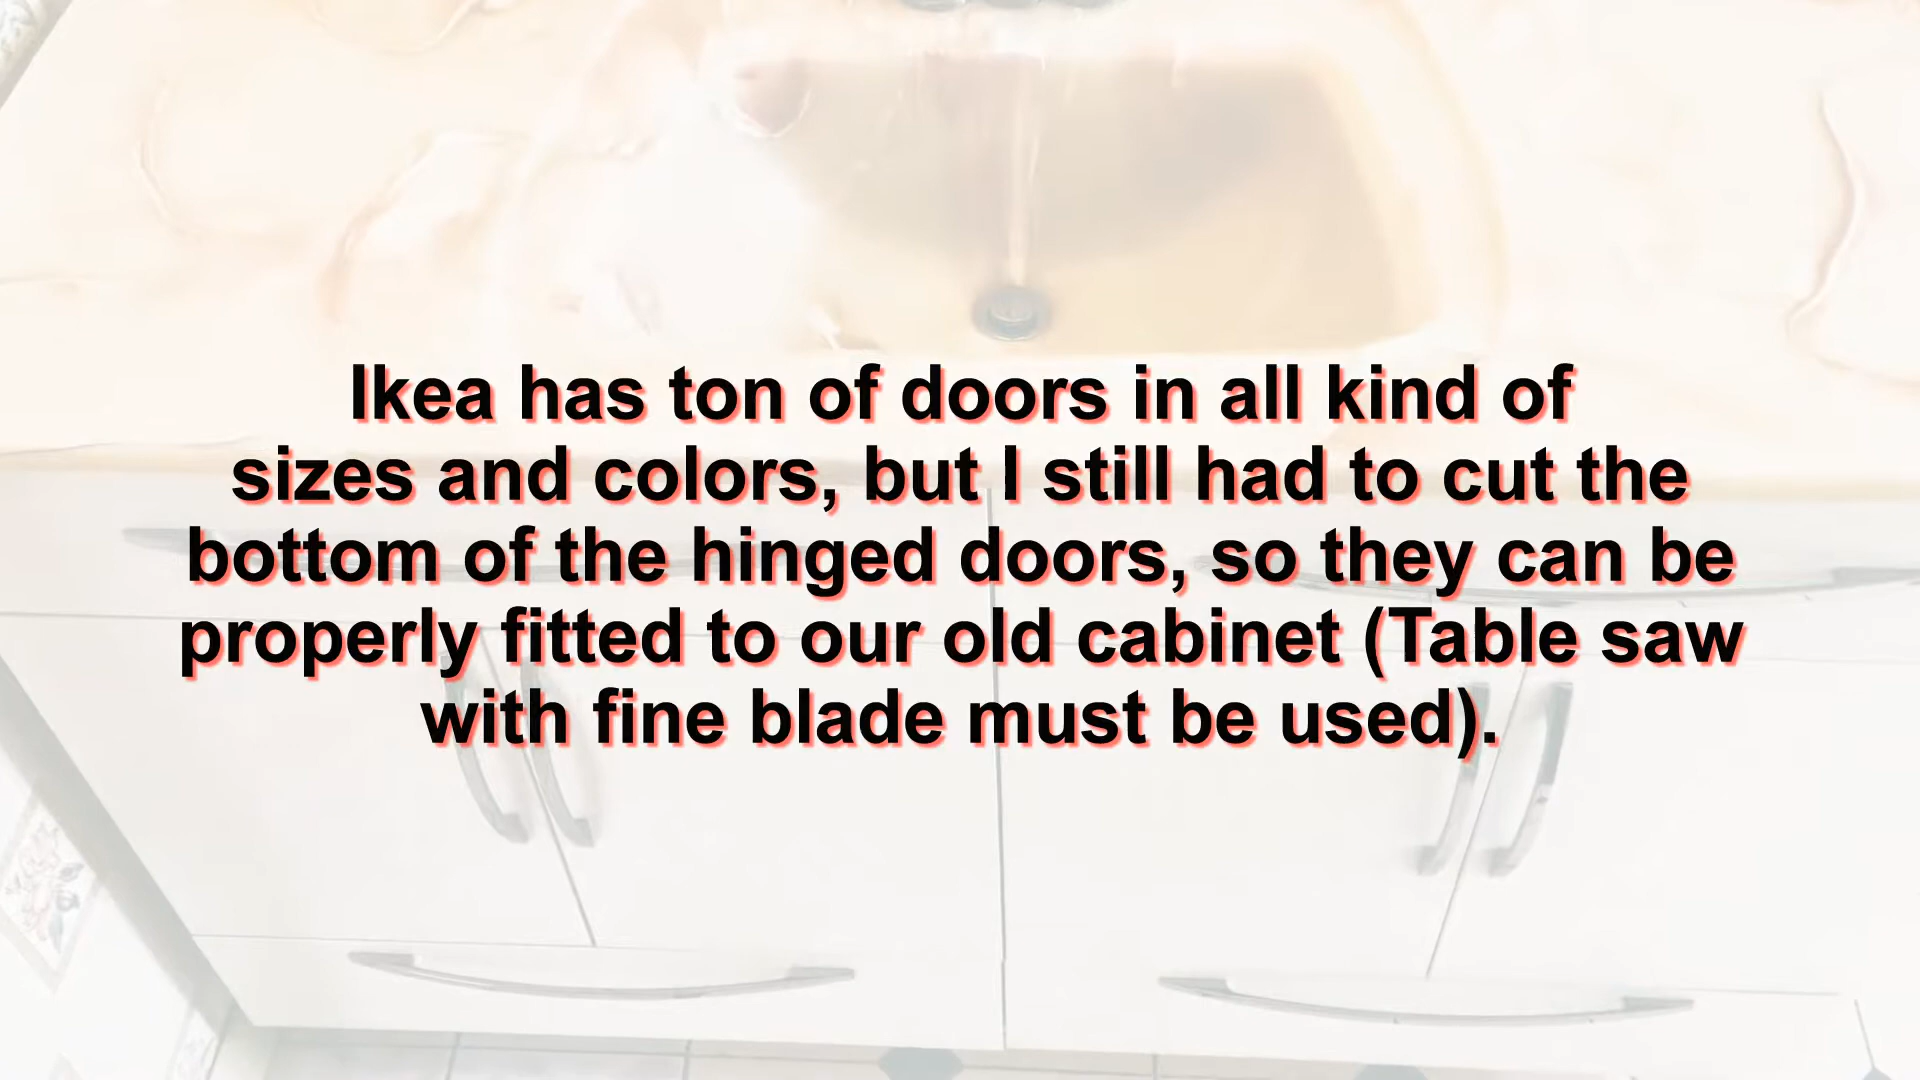 Ikea has ton of doors in all kind of
sizes and colors, but I still had to cut the
bottom of the hinged doors, so they can be
properly fitted to our old cabinet (Table saw
with fine blade must be used).